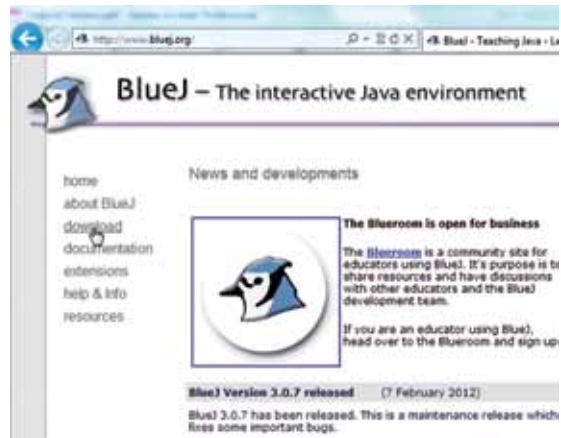 http://www.bluej.org/
BlueJ - Teaching Java - Le
BlueJ – The interactive Java environment
home
about BlueJ
download
documentation
extensions
help & info
resources
News and developments
The Blueroom is open for business
The Blueroom is a community site for
educators using BlueJ. It's purpose is to
share resources and have discussions
with other educators and the BlueJ
development team.
If you are an educator using BlueJ,
head over to the Blueroom and sign up
BlueJ Version 3.0.7 released (7 February 2012)
BlueJ 3.0.7 has been released. This is a maintenance release which
fixes some important bugs.